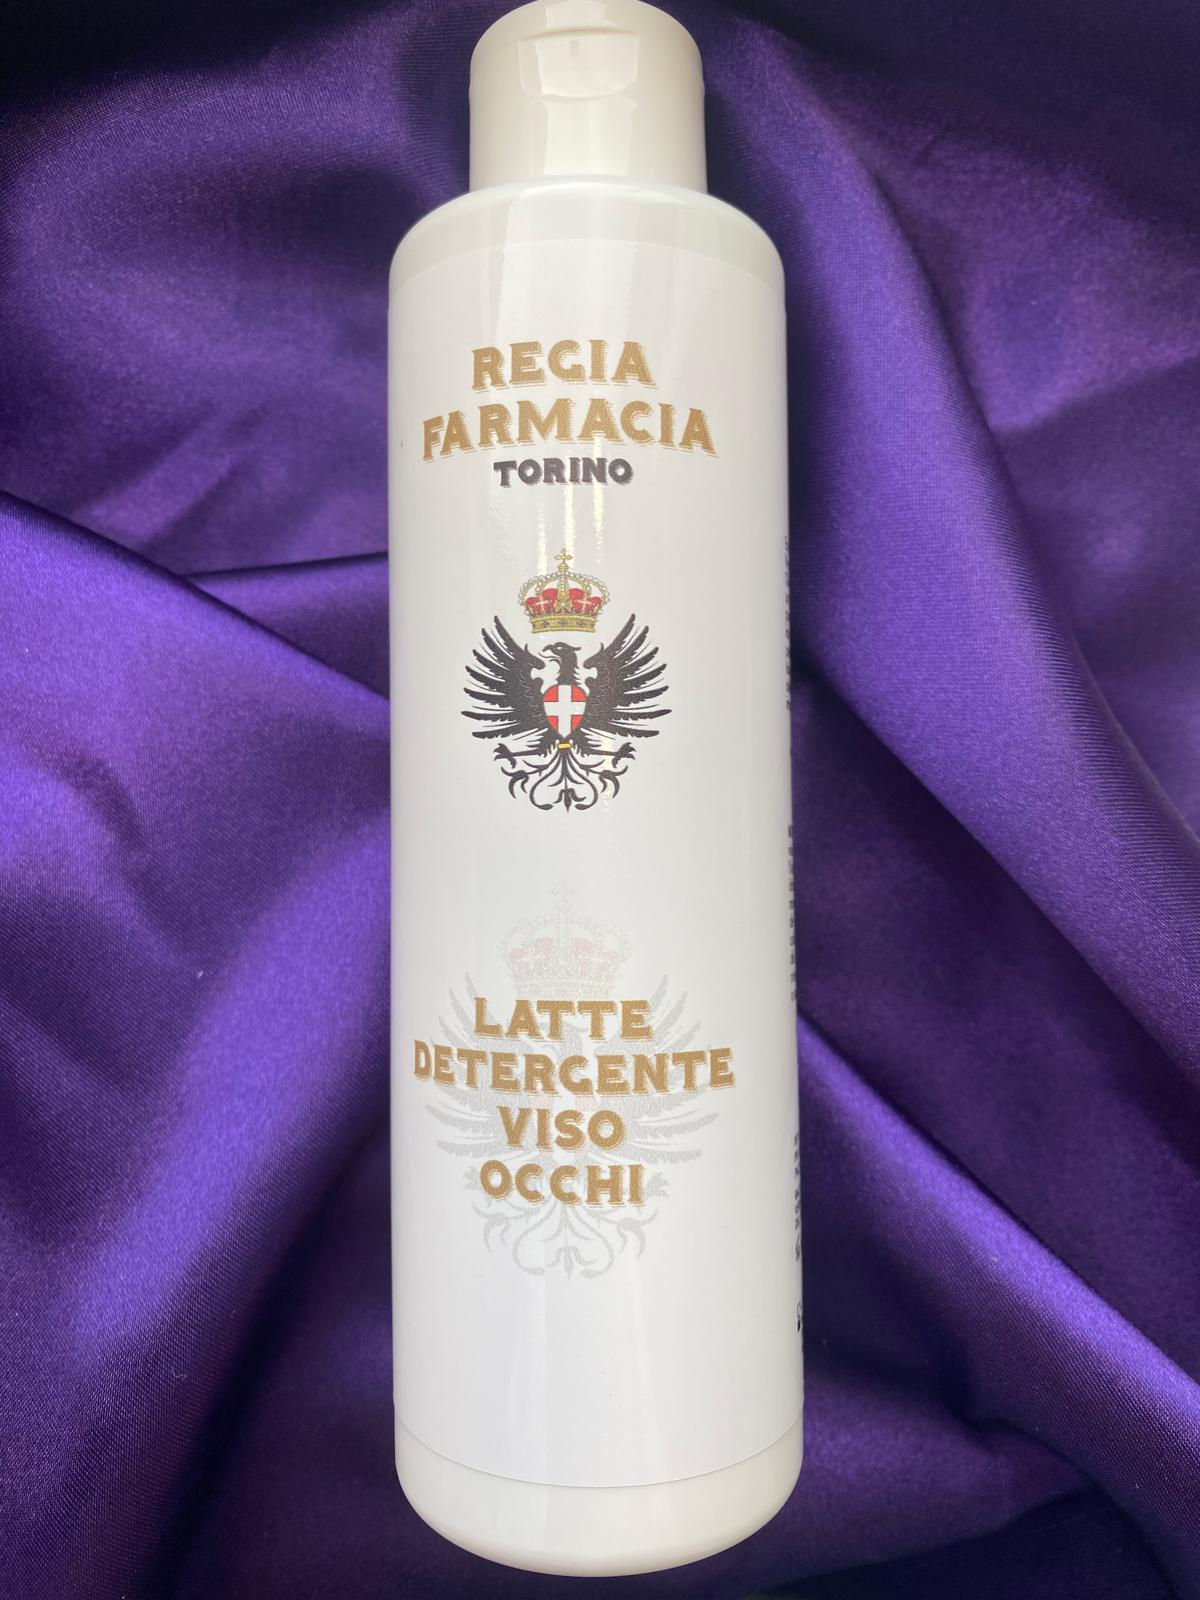 REGIA
FARMACIA
TORINO
LATTE
DETERGENTE
VISO
OCCHI